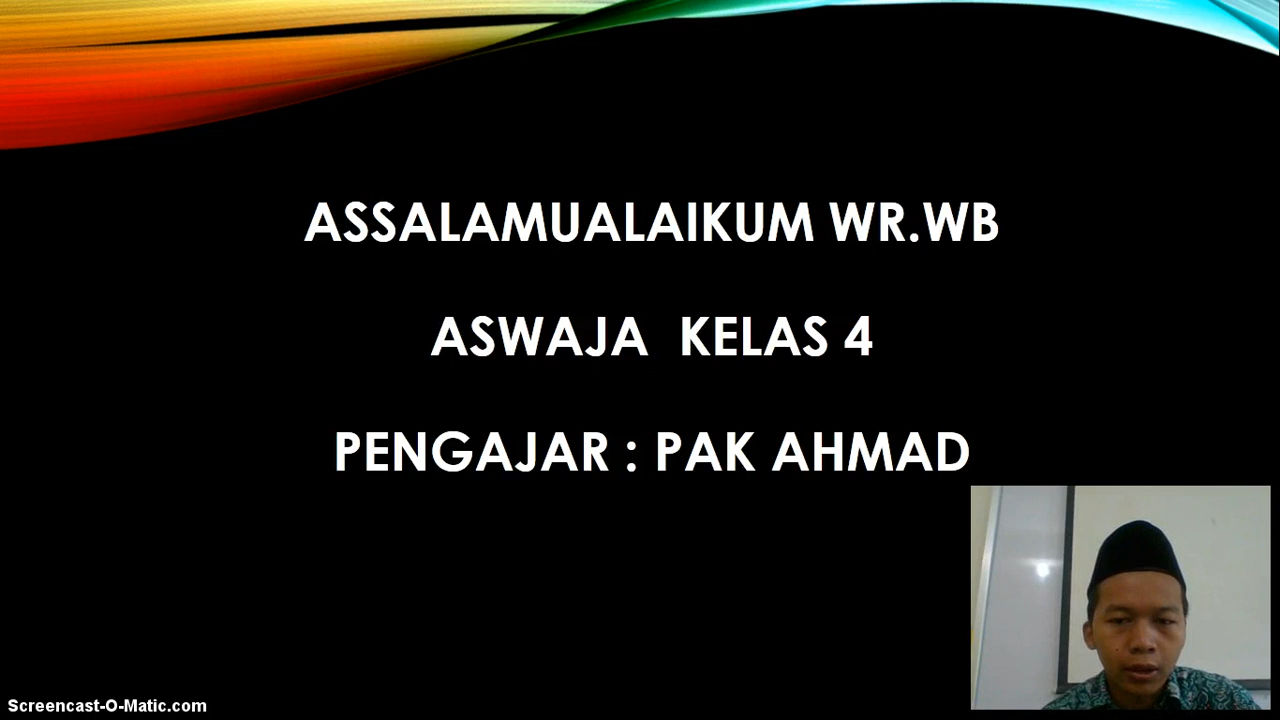 ASSALAMUALAIKUM WR.WB
ASWAJA KELAS 4
PENGAJAR : PAK AHMAD
Screencast-O-Matic.com